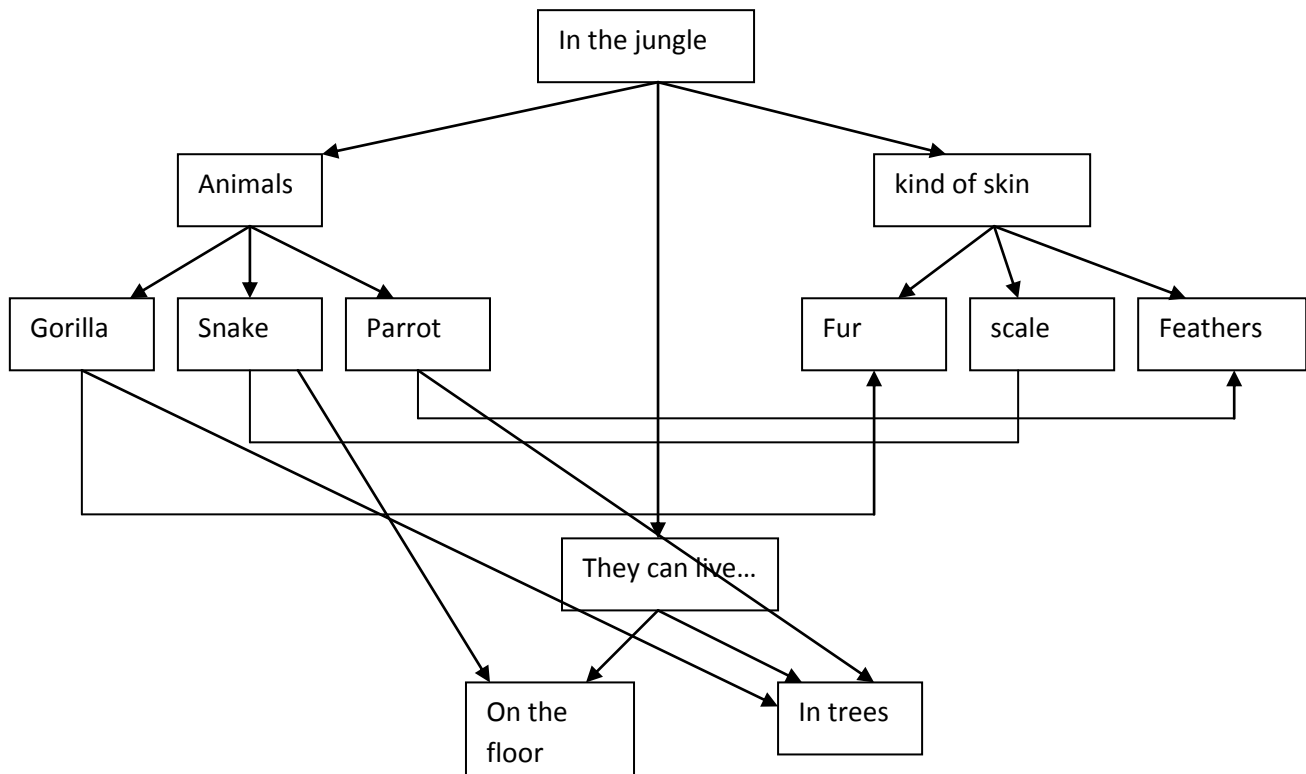 In the jungle
Animals
kind of skin
Gorilla
Snake
Parrot
Fur
scale
Feathers
They can live…
On the
floor
In trees